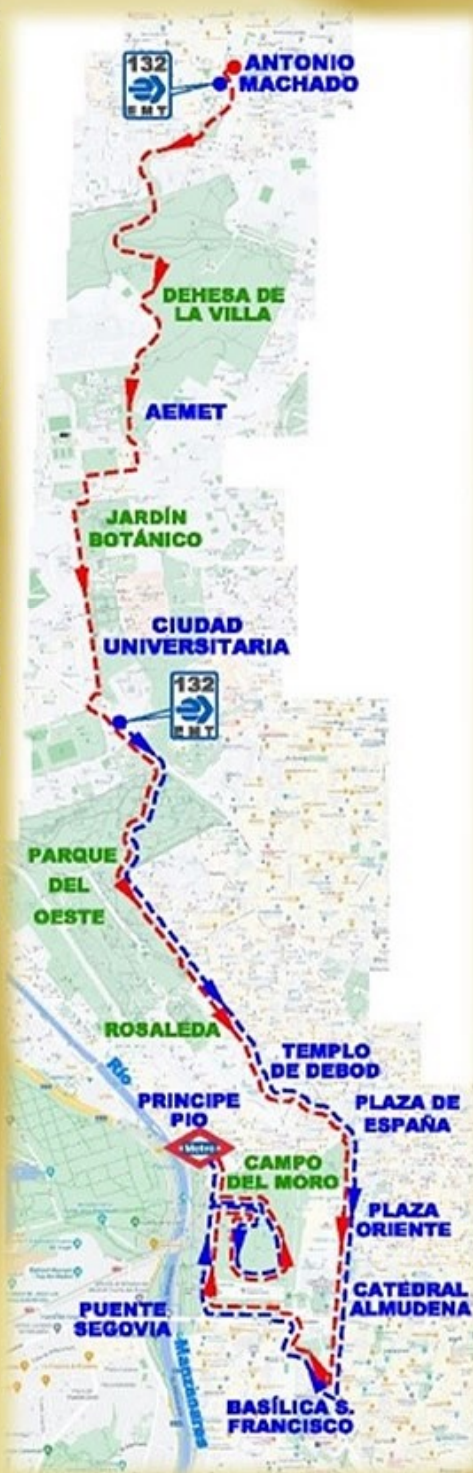 132
EMT
ANTONIO
MACHADO
DEHESA DE
LA VILLA
AEMET
JARDÍN
BOTÁNICO
CIUDAD
UNIVERSITARIA
132
EMT
PARQUE
DEL
OESTE
ROSALEDA
TEMPLO
DE DEBOD
Río
PRINCIPE
PIO
Metro
PLAZA DE
ESPAÑA
CAMPO
DEL MORO
PLAZA
ORIENTE
CATEDRAL
ALMUDENA
PUENTE
SEGOVIA
Manzanares
BASÍLICA S.
FRANCISCO